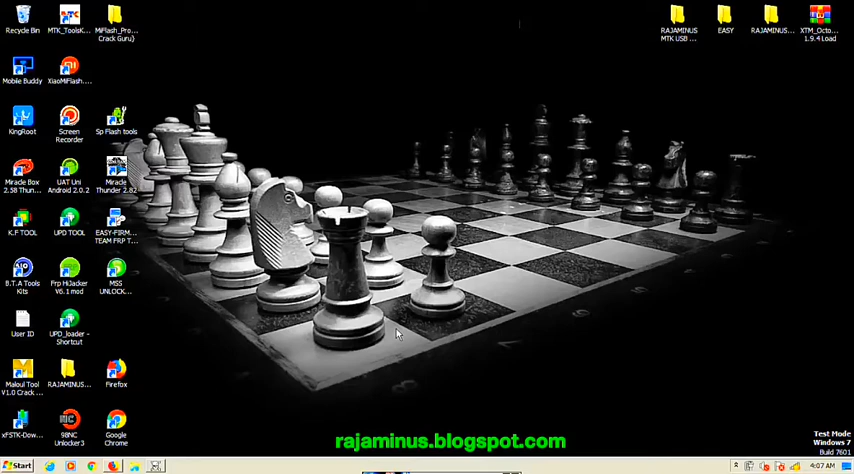 Recycle Bin
MTK_ToolsK...
MiFlash_Pro...
Crack Guru}
RAJAMINUS
MTK USB ...
EASY
RAJAMINUS...
XTM_Octo...
1.9.4 Load
Mobile Buddy
XiaoMiFlash....
KingRoot
Screen
Recorder
Sp Flash tools
Miracle Box
2.58 Thun...
UAT Uni
Android 2.0.2
Miracle
Thunder 2.82
K.F TOOL
UPD TOOL
EASY-FIRM...
TEAM FRP T...
B.T.A Tools
Kits
Frp HiJacker
V6.1 mod
MSS
UNLOCK...
User ID
UPD_loader -
Shortcut
Maloul Tool
V1.0 Crack ...
RAJAMINUS...
Firefox
xFSTK-Dow...
98NC
Unlocker3
Google
Chrome
rajaminus.blogspot.com
Test Mode
Windows 7
Build 7601
Start
4:07 AM